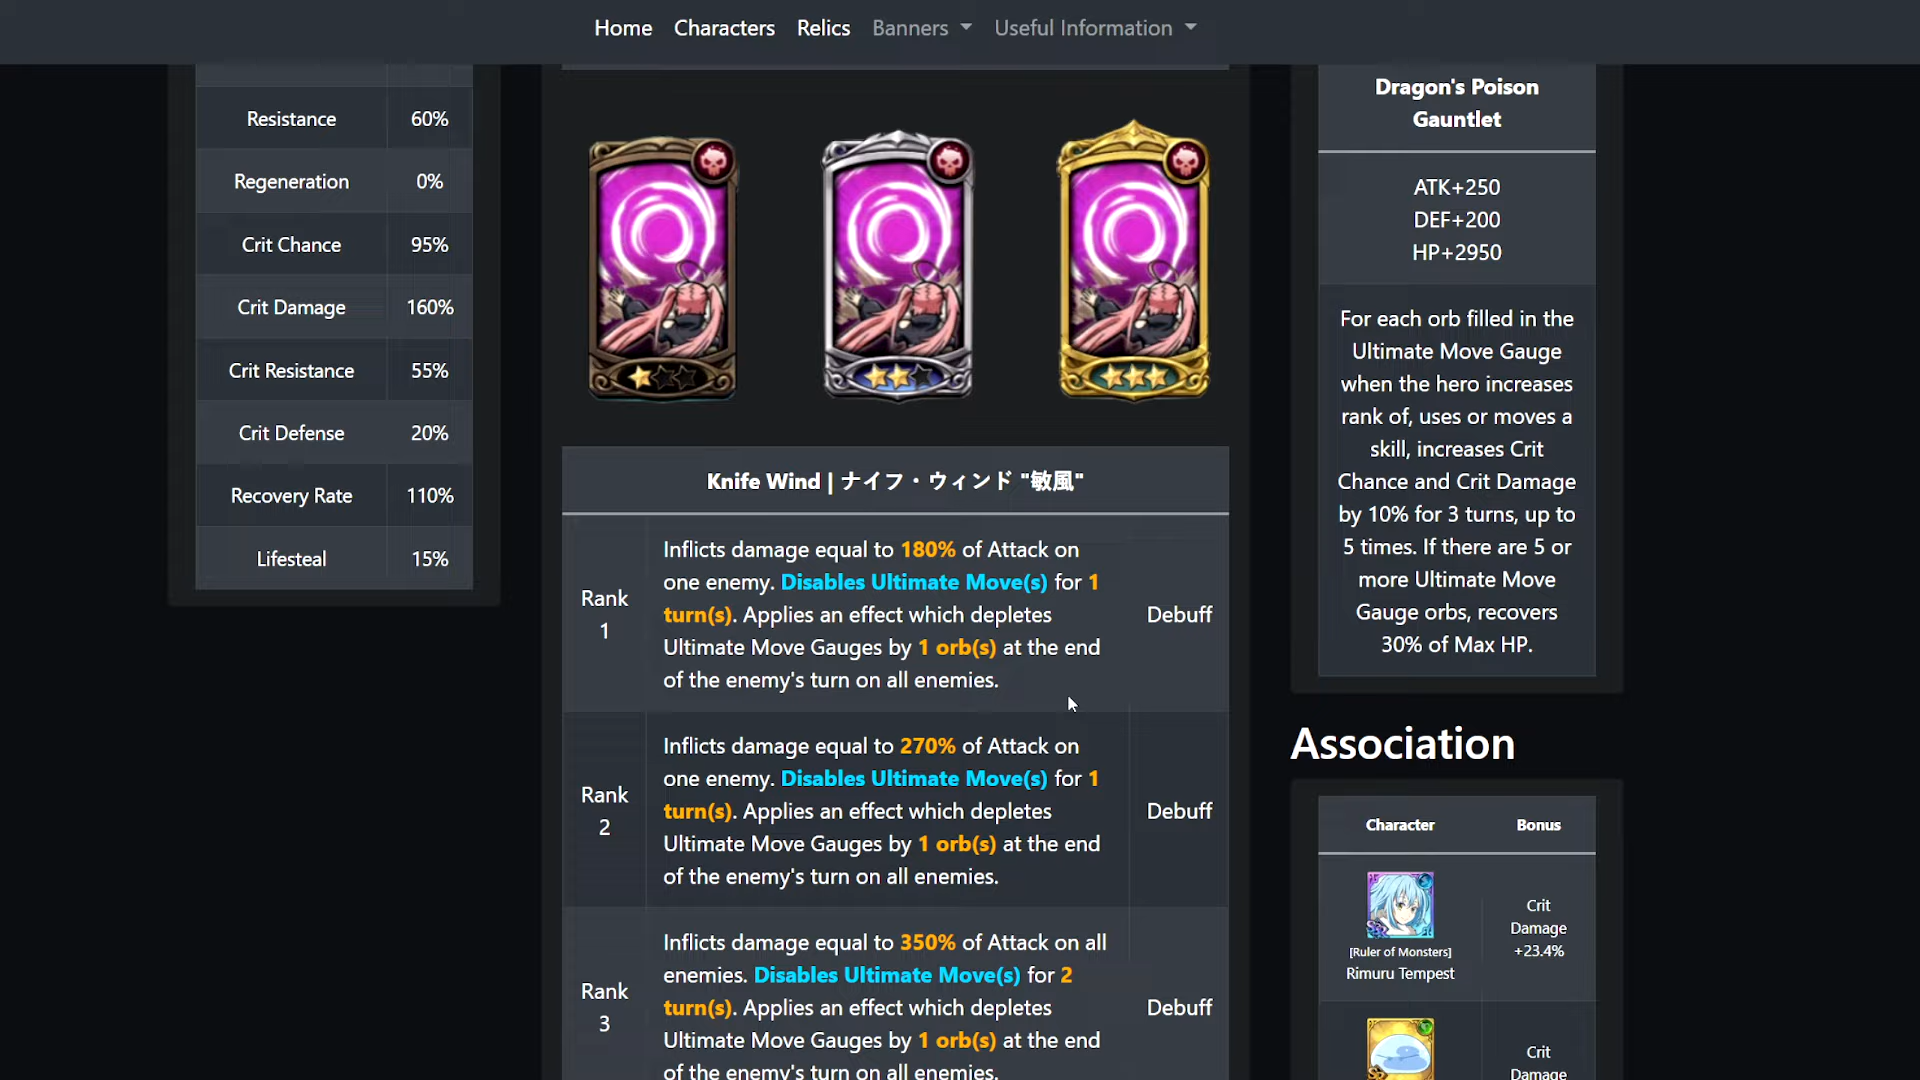 Home Characters Relics Banners Useful Information
Resistance 60%
Regeneration 0%
Crit Chance 95%
Crit Damage 160%
Crit Resistance 55%
Crit Defense 20%
Recovery Rate 110%
Lifesteal 15%
Knife Wind | ナイフ・ウィンド "敏風"
Rank
1
Inflicts damage equal to 180% of Attack on
one enemy. Disables Ultimate Move(s) for 1
turn(s). Applies an effect which depletes
Ultimate Move Gauges by 1 orb(s) at the end
of the enemy's turn on all enemies.
Debuff
Rank
2
Inflicts damage equal to 270% of Attack on
one enemy. Disables Ultimate Move(s) for 1
turn(s). Applies an effect which depletes
Ultimate Move Gauges by 1 orb(s) at the end
of the enemy's turn on all enemies.
Debuff
Rank
3
Inflicts damage equal to 350% of Attack on all
enemies. Disables Ultimate Move(s) for 2
turn(s). Applies an effect which depletes
Ultimate Move Gauges by 1 orb(s) at the end
of the enemy's turn on all enemies.
Debuff
Dragon's Poison
Gauntlet
ATK+250
DEF+200
HP+2950
For each orb filled in the
Ultimate Move Gauge
when the hero increases
rank of, uses or moves a
skill, increases Crit
Chance and Crit Damage
by 10% for 3 turns, up to
5 times. If there are 5 or
more Ultimate Move
Gauge orbs, recovers
30% of Max HP.
Association
Character Bonus
[Ruler of Monsters]
Rimuru Tempest
Crit
Damage
+23.4%
Crit
Damage